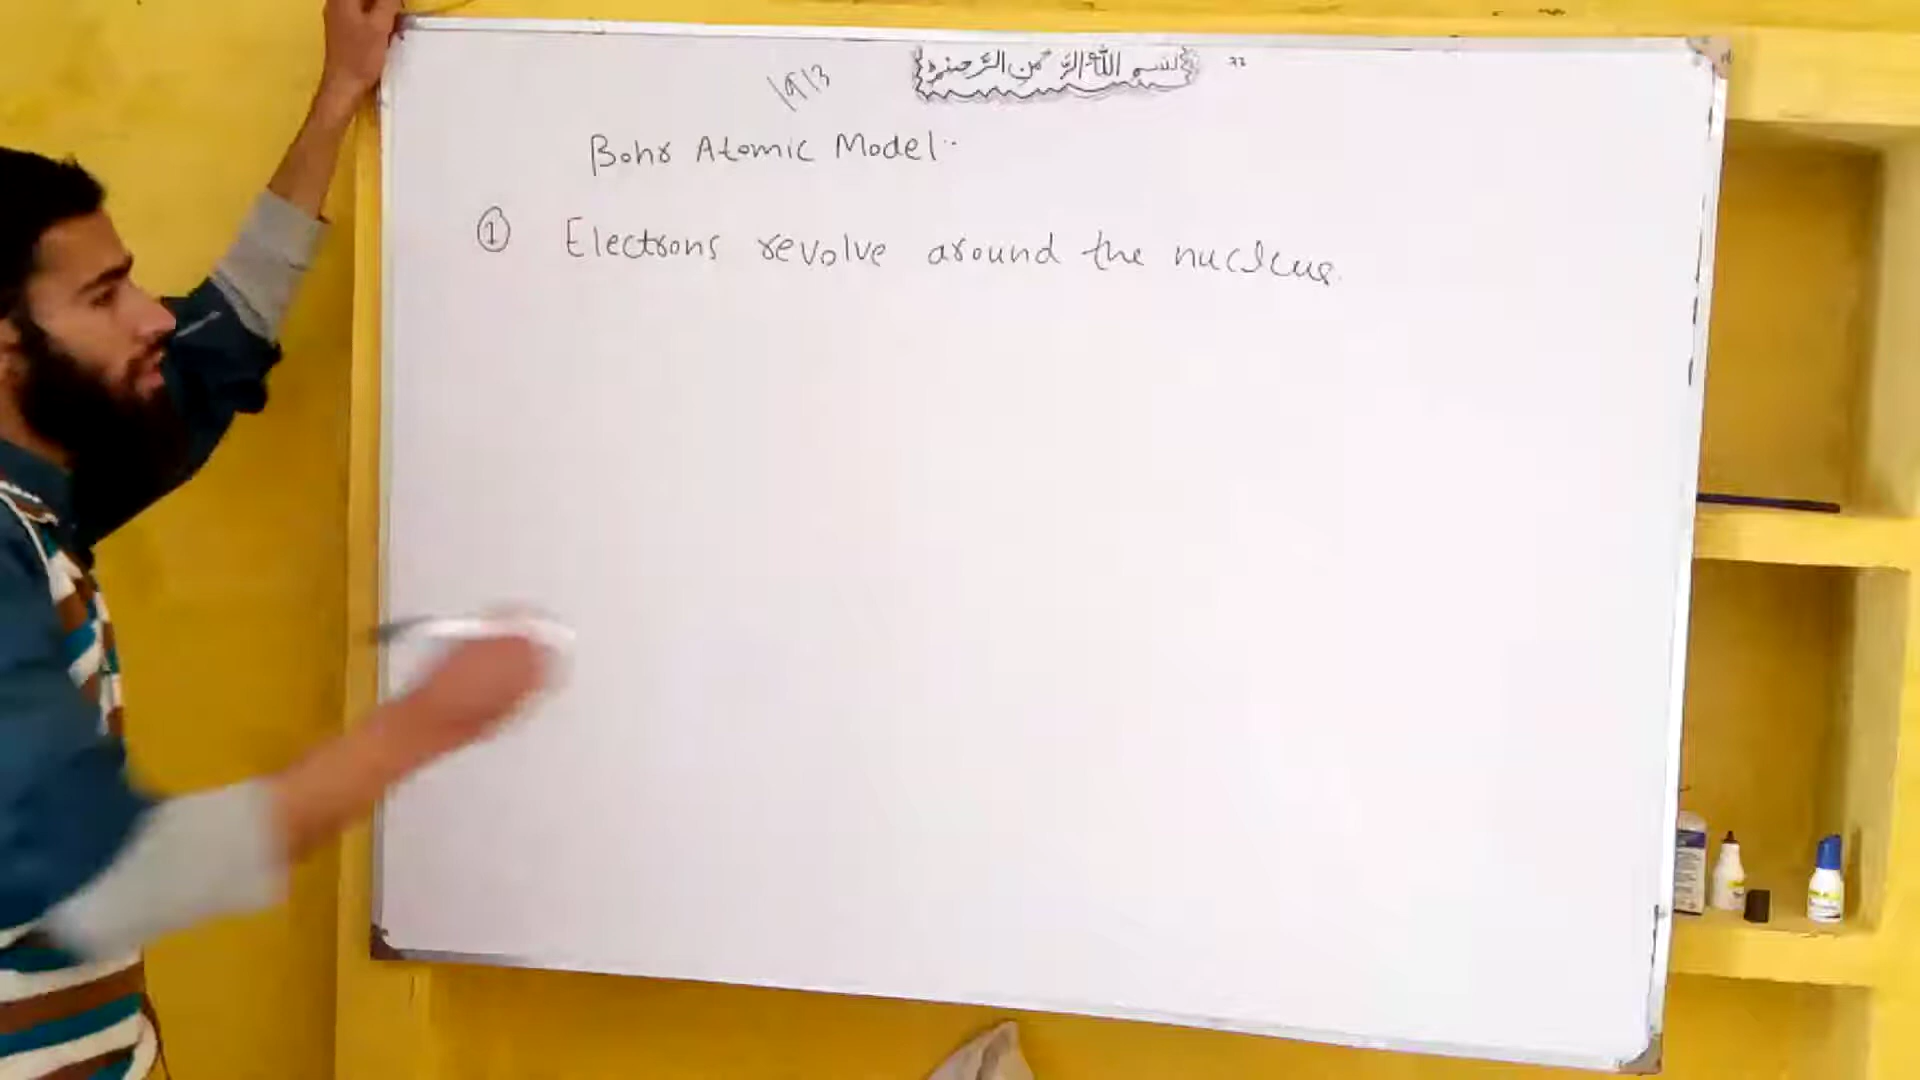 بسم الله الرحمن الرحيم
1913
Bohr Atomic Model
① Electrons revolve around the nucleus.